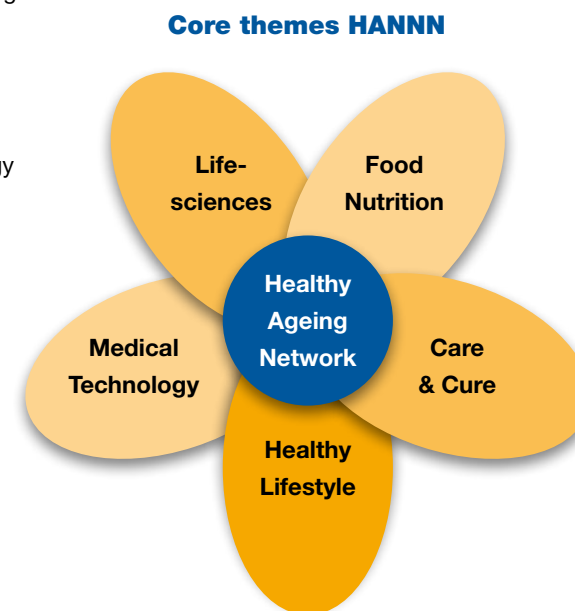 Core themes HANNN
Life-
sciences
Food
Nutrition
Healthy
Ageing
Network
Medical
Technology
Care
& Cure
Healthy
Lifestyle